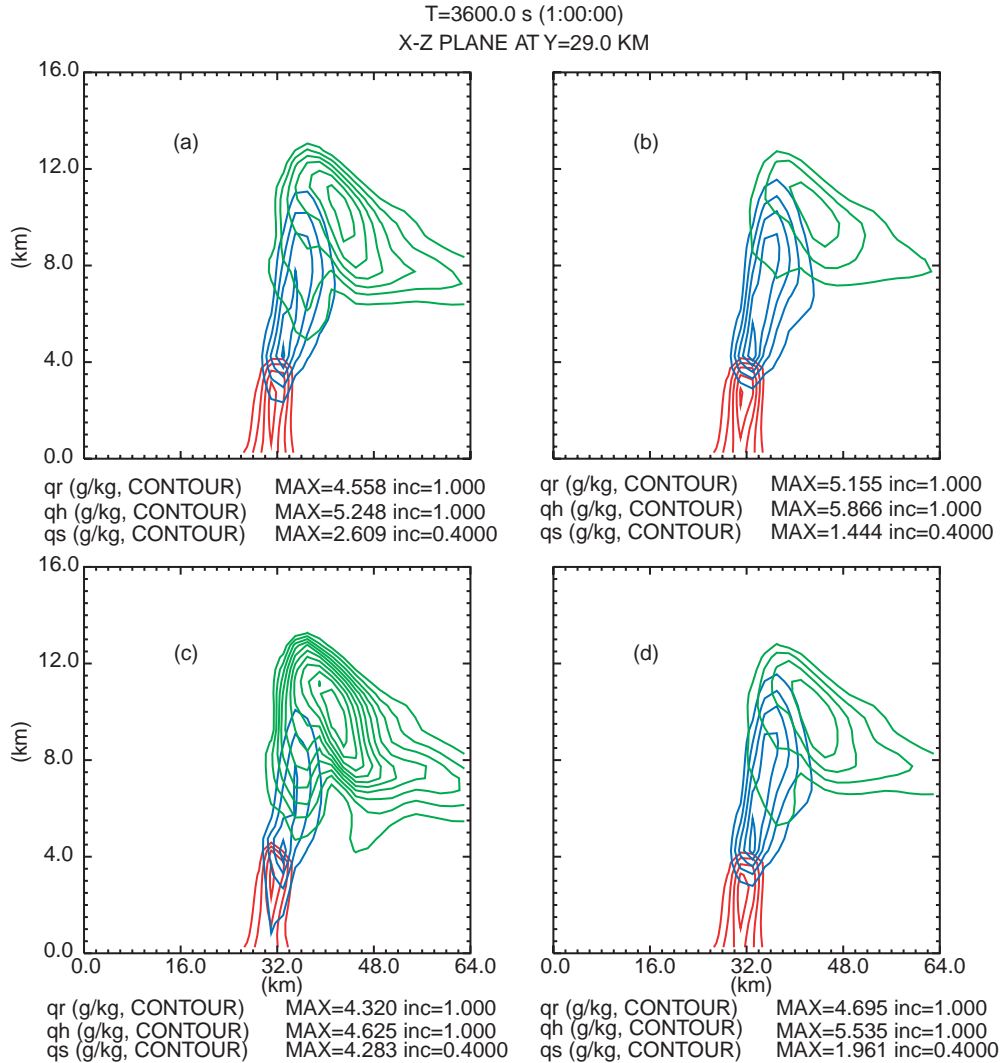 T=3600.0 s (1:00:00)
X-Z PLANE AT Y=29.0 KM
16.0
12.0
8.0
4.0
0.0
(km)
(a)
(b)
qr (g/kg, CONTOUR) MAX=4.558 inc=1.000
qh (g/kg, CONTOUR) MAX=5.248 inc=1.000
qs (g/kg, CONTOUR) MAX=2.609 inc=0.4000
qr (g/kg, CONTOUR) MAX=5.155 inc=1.000
qh (g/kg, CONTOUR) MAX=5.866 inc=1.000
qs (g/kg, CONTOUR) MAX=1.444 inc=0.4000
16.0
12.0
8.0
4.0
0.0
(km)
(c)
(d)
0.0 16.0 32.0 48.0 64.0
(km)
0.0 16.0 32.0 48.0 64.0
(km)
qr (g/kg, CONTOUR) MAX=4.320 inc=1.000
qh (g/kg, CONTOUR) MAX=4.625 inc=1.000
qs (g/kg, CONTOUR) MAX=4.283 inc=0.4000
qr (g/kg, CONTOUR) MAX=4.695 inc=1.000
qh (g/kg, CONTOUR) MAX=5.535 inc=1.000
qs (g/kg, CONTOUR) MAX=1.961 inc=0.4000